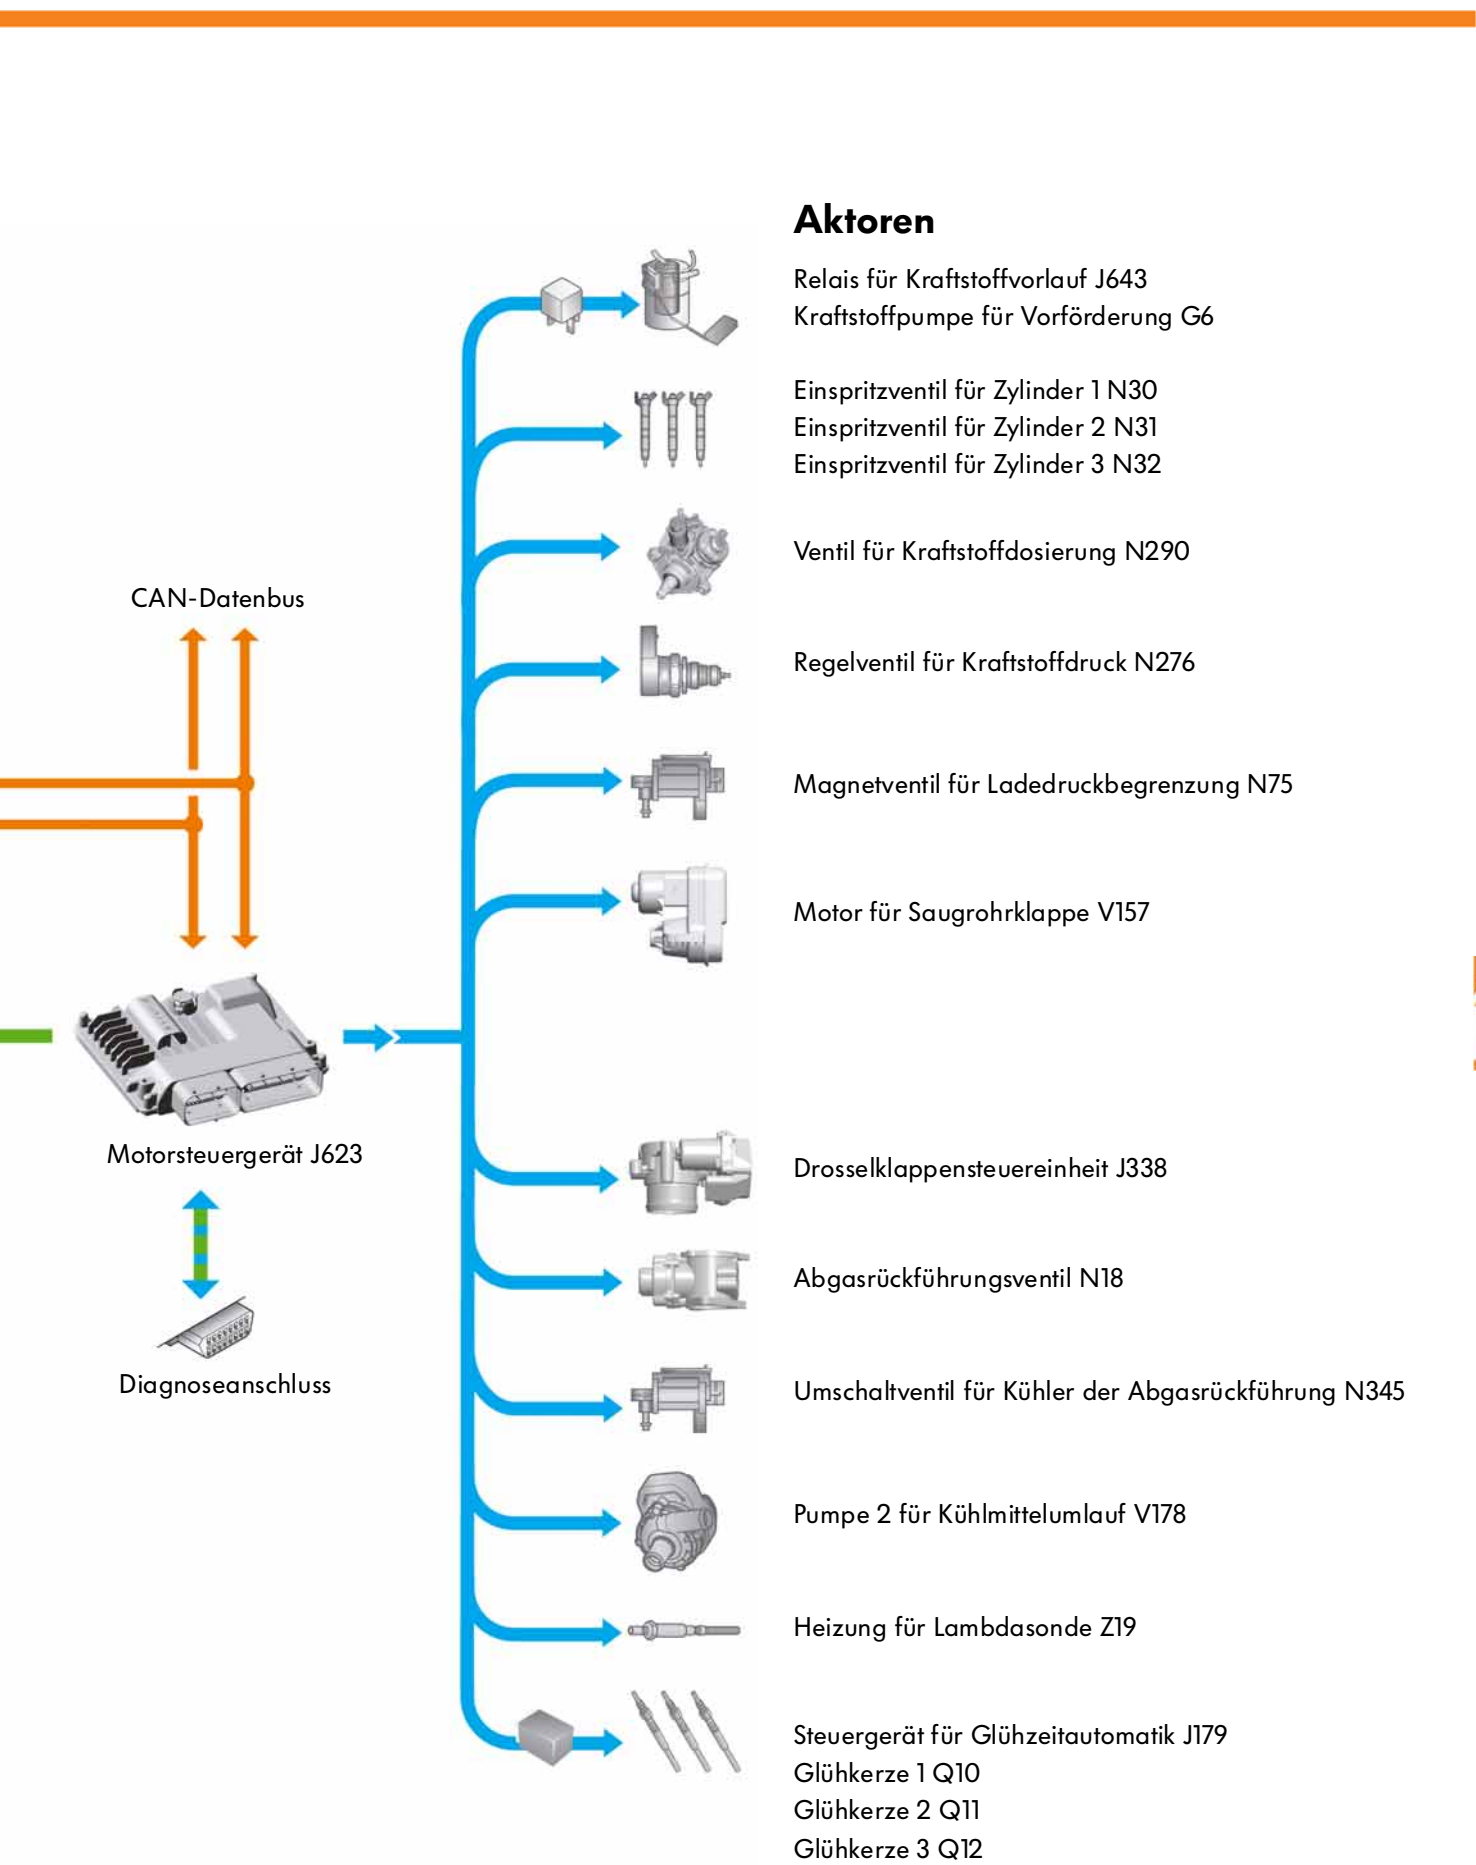 Aktoren
Relais für Kraftstoffvorlauf J643
Kraftstoffpumpe für Vorförderung G6
Einspritzventil für Zylinder 1 N30
Einspritzventil für Zylinder 2 N31
Einspritzventil für Zylinder 3 N32
Ventil für Kraftstoffdosierung N290
CAN-Datenbus
Regelventil für Kraftstoffdruck N276
Magnetventil für Ladedruckbegrenzung N75
Motor für Saugrohrklappe V157
Motorsteuergerät J623
Drosselklappensteuereinheit J338
Abgasrückführungsventil N18
Diagnoseanschluss
Umschaltventil für Kühler der Abgasrückführung N345
Pumpe 2 für Kühlmittelumlauf V178
Heizung für Lambdasonde Z19
Steuergerät für Glühzeitautomatik J179
Glühkerze 1 Q10
Glühkerze 2 Q11
Glühkerze 3 Q12